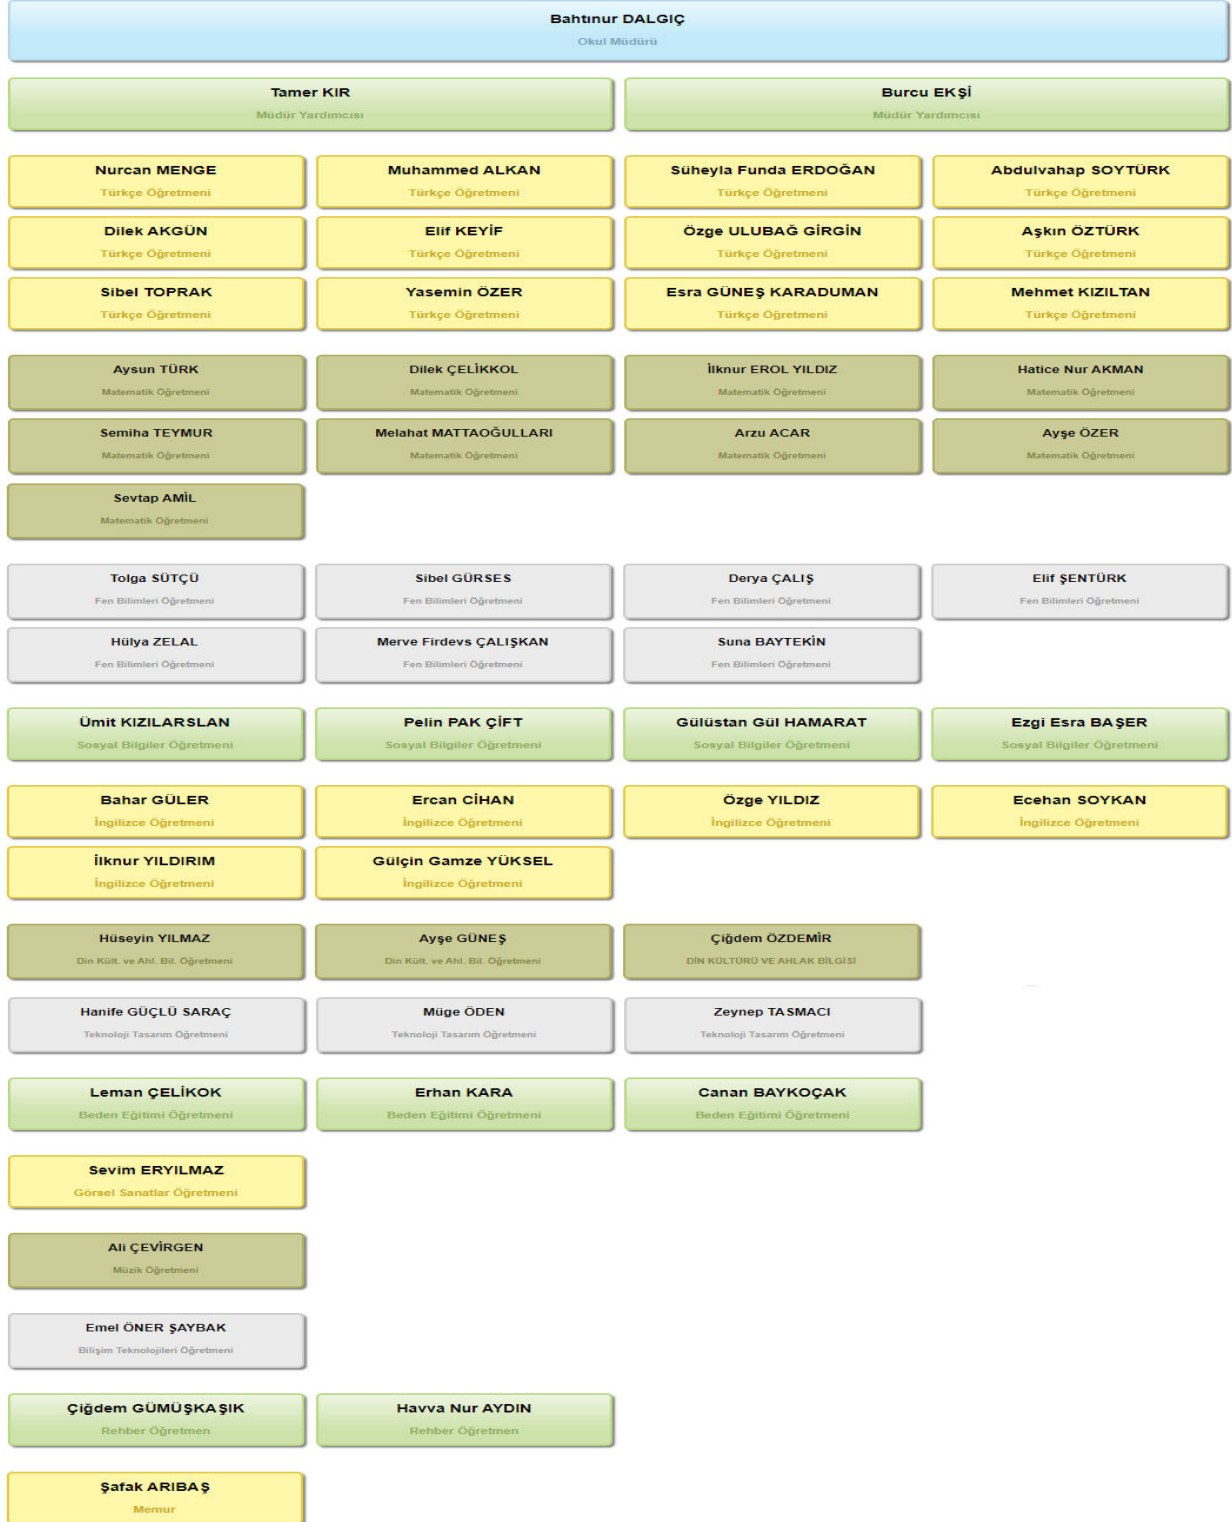 Bahtınur DALGIÇ
Okul Müdürü
Tamer KIR
Müdür Yardımcısı
Burcu EKŞİ
Müdür Yardımcısı
Nurcan MENGE
Türkçe Öğretmeni
Muhammed ALKAN
Türkçe Öğretmeni
Süheyla Funda ERDOĞAN
Türkçe Öğretmeni
Abdulvahap SOYTÜRK
Türkçe Öğretmeni
Dilek AKGÜN
Türkçe Öğretmeni
Elif KEYİF
Türkçe Öğretmeni
Özge ULUBAĞ GİRGİN
Türkçe Öğretmeni
Aşkın ÖZTÜRK
Türkçe Öğretmeni
Sibel TOPRAK
Türkçe Öğretmeni
Yasemin ÖZER
Türkçe Öğretmeni
Esra GÜNEŞ KARADUMAN
Türkçe Öğretmeni
Mehmet KIZILTAN
Türkçe Öğretmeni
Aysun TÜRK
Matematik Öğretmeni
Dilek ÇELİKKOL
Matematik Öğretmeni
İlknur EROL YILDIZ
Matematik Öğretmeni
Hatice Nur AKMAN
Matematik Öğretmeni
Semiha TEYMUR
Matematik Öğretmeni
Melahat MATTAOĞULLARI
Matematik Öğretmeni
Arzu ACAR
Matematik Öğretmeni
Ayşe ÖZER
Matematik Öğretmeni
Sevtap AMİL
Matematik Öğretmeni
Tolga SÜTÇÜ
Fen Bilimleri Öğretmeni
Sibel GÜRSES
Fen Bilimleri Öğretmeni
Derya ÇALIŞ
Fen Bilimleri Öğretmeni
Elif ŞENTÜRK
Fen Bilimleri Öğretmeni
Hülya ZELAL
Fen Bilimleri Öğretmeni
Merve Firdevs ÇALIŞKAN
Fen Bilimleri Öğretmeni
Suna BAYTEKİN
Fen Bilimleri Öğretmeni
Ümit KIZILARSLAN
Sosyal Bilgiler Öğretmeni
Pelin PAK ÇİFT
Sosyal Bilgiler Öğretmeni
Gülüstan Gül HAMARAT
Sosyal Bilgiler Öğretmeni
Ezgi Esra BAŞER
Sosyal Bilgiler Öğretmeni
Bahar GÜLER
İngilizce Öğretmeni
Ercan CİHAN
İngilizce Öğretmeni
Özge YILDIZ
İngilizce Öğretmeni
Ecehan SOYKAN
İngilizce Öğretmeni
İlknur YILDIRIM
İngilizce Öğretmeni
Gülçin Gamze YÜKSEL
İngilizce Öğretmeni
Hüseyin YILMAZ
Din Kült. ve Ahl. Bil. Öğretmeni
Ayşe GÜNEŞ
Din Kült. ve Ahl. Bil. Öğretmeni
Çiğdem ÖZDEMİR
DİN KÜLTÜRÜ VE AHLAK BİLGİSİ
Hanife GÜÇLÜ SARAÇ
Teknoloji Tasarım Öğretmeni
Müge ÖDEN
Teknoloji Tasarım Öğretmeni
Zeynep TASMACI
Teknoloji Tasarım Öğretmeni
Leman ÇELİKOK
Beden Eğitimi Öğretmeni
Erhan KARA
Beden Eğitimi Öğretmeni
Canan BAYKOÇAK
Beden Eğitimi Öğretmeni
Sevim ERYILMAZ
Görsel Sanatlar Öğretmeni
Ali ÇEVİRGEN
Müzik Öğretmeni
Emel ÖNER ŞAYBAK
Bilişim Teknolojileri Öğretmeni
Çiğdem GÜMÜŞKAŞIK
Rehber Öğretmen
Havva Nur AYDIN
Rehber Öğretmen
Şafak ARIBAŞ
Memur